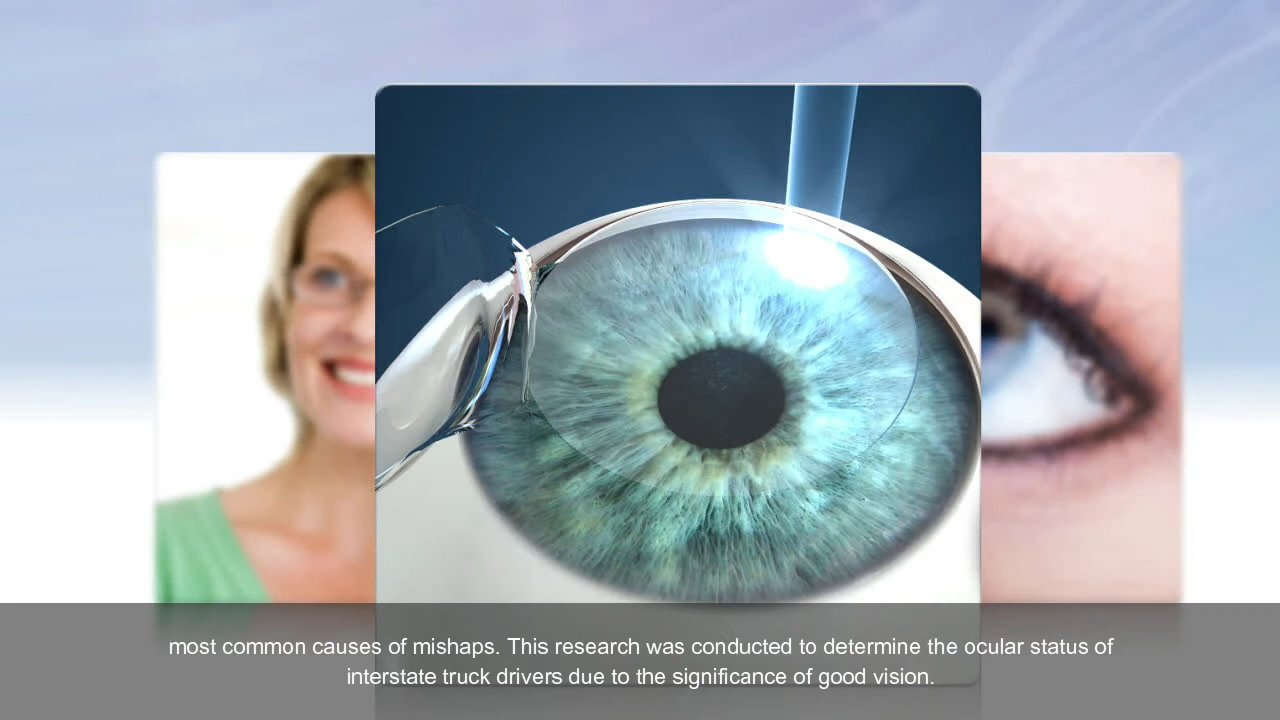 most common causes of mishaps. This research was conducted to determine the ocular status of
interstate truck drivers due to the significance of good vision.